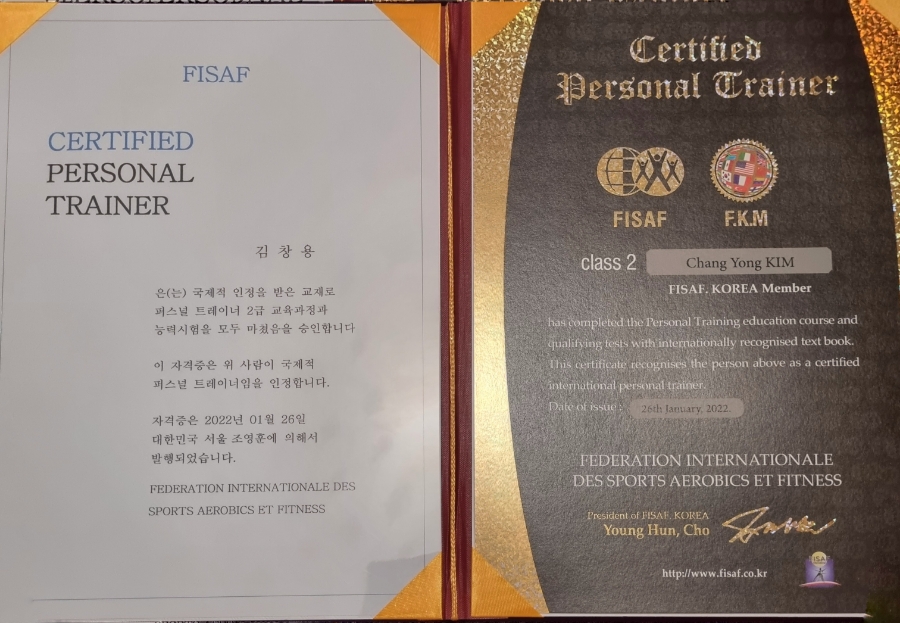 FISAF
CERTIFIED
PERSONAL
TRAINER
김 창 용
은(는) 국제적 인정을 받은 교재로
퍼스널 트레이너 2급 교육과정과
능력시험을 모두 마쳤음을 승인합니다
이 자격증은 위 사람이 국제적
퍼스널 트레이너임을 인정합니다.
자격증은 2022년 01월 26일
대한민국 서울 조영훈에 의해서
발행되었습니다.
FEDERATION INTERNATIONALE DES
SPORTS AEROBICS ET FITNESS
Certified
Personal Trainer
FISAF
F.K.M
class 2 Chang Yong KIM
FISAF. KOREA Member
has completed the Personal Training education course and
qualifying tests with internationally recognised text book.
This certificate recognises the person above as a certified
international personal trainer.
Date of issue : 26th January, 2022.
FEDERATION INTERNATIONALE
DES SPORTS AEROBICS ET FITNESS
President of FISAF. KOREA
Young Hun, Cho
http://www.fisaf.co.kr
FISAF